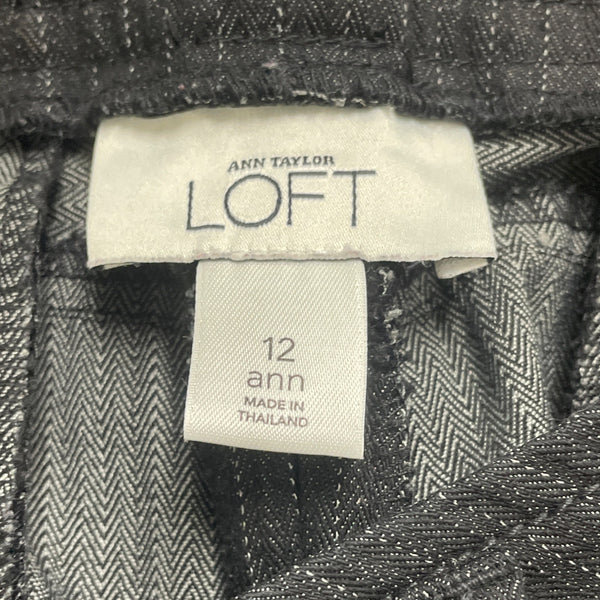 ANN TAYLOR
LOFT
12
ann
MADE IN
THAILAND